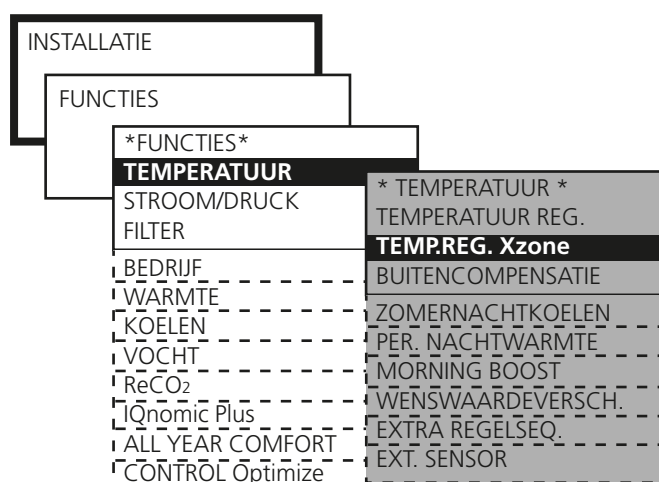 INSTALLATIE
FUNCTIES
*FUNCTIES*
TEMPERATUUR
STROOM/DRUCK
FILTER
BEDRIJF
WARMTE
KOELEN
VOCHT
ReCO2
IQnomic Plus
ALL YEAR COMFORT
CONTROL Optimize
* TEMPERATUUR *
TEMPERATUUR REG.
TEMP.REG. Xzone
BUITENCOMPENSATIE
ZOMERNACHTKOELEN
PER. NACHTWARMTE
MORNING BOOST
WENSWAARDEVERSCH.
EXTRA REGELSEQ.
EXT. SENSOR